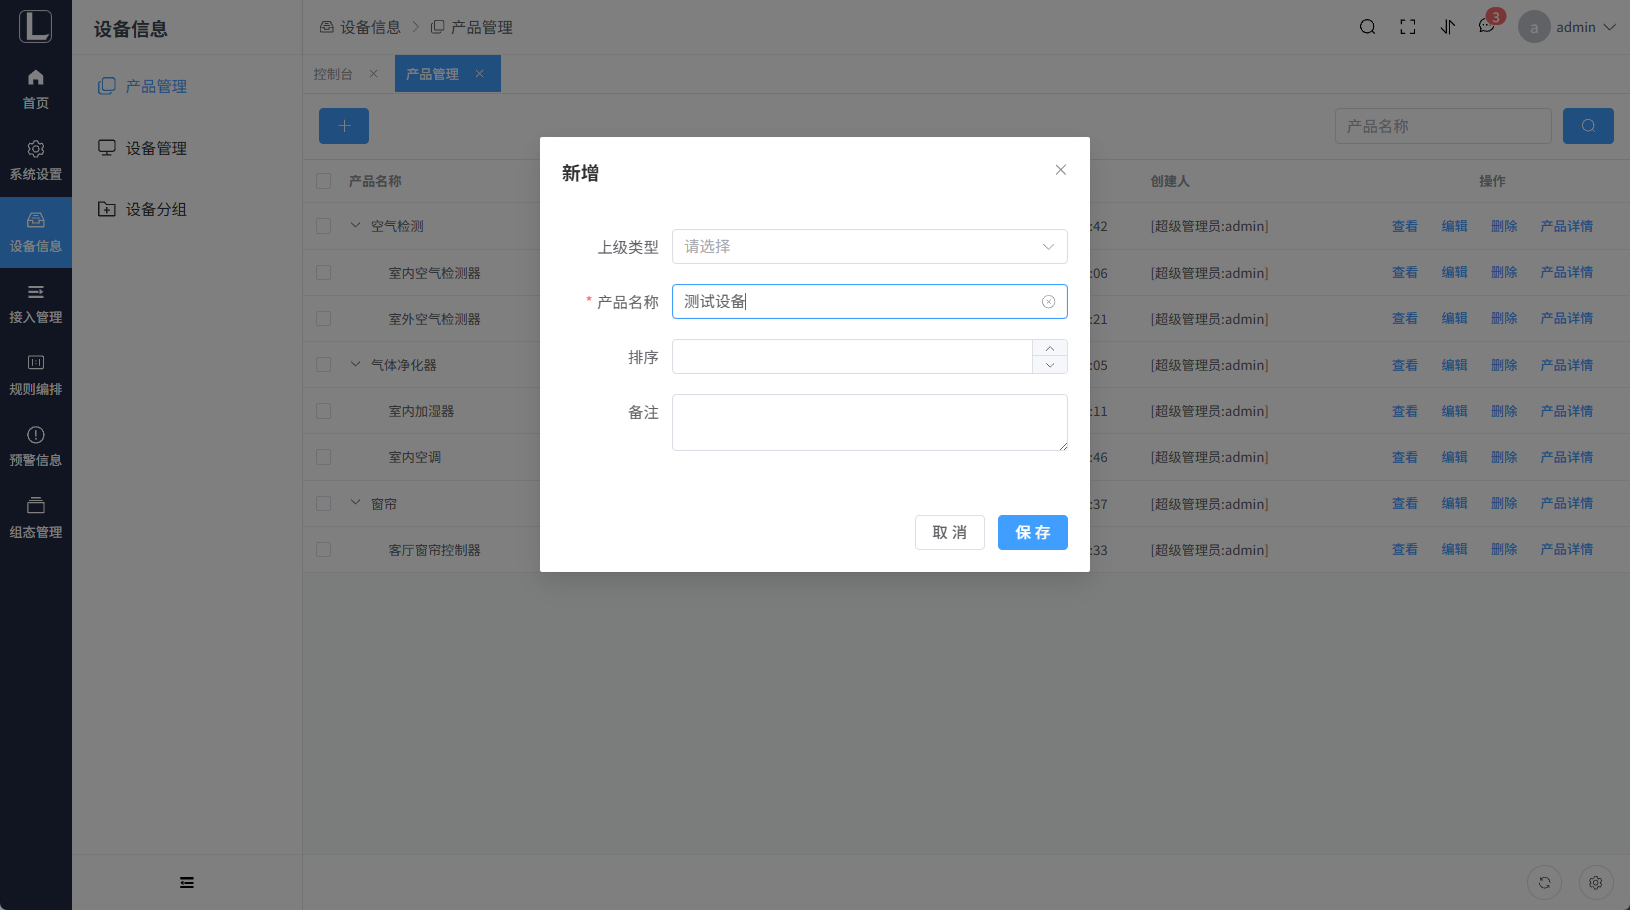 L
首页
系统设置
设备信息
接入管理
规则编排
预警信息
组态管理
设备信息
产品管理
设备管理
设备分组
设备信息 产品管理
3 a admin
控制台 产品管理
产品名称
产品名称 创建人 操作
空气检测 :42 [超级管理员:admin] 查看 编辑 删除 产品详情
室内空气检测器 :06 [超级管理员:admin] 查看 编辑 删除 产品详情
室外空气检测器 :21 [超级管理员:admin] 查看 编辑 删除 产品详情
气体净化器 :05 [超级管理员:admin] 查看 编辑 删除 产品详情
室内加湿器 :11 [超级管理员:admin] 查看 编辑 删除 产品详情
室内空调 :46 [超级管理员:admin] 查看 编辑 删除 产品详情
窗帘 :37 [超级管理员:admin] 查看 编辑 删除 产品详情
客厅窗帘控制器 :33 [超级管理员:admin] 查看 编辑 删除 产品详情
新增
上级类型 请选择
* 产品名称 测试设备
排序
备注
取 消 保 存